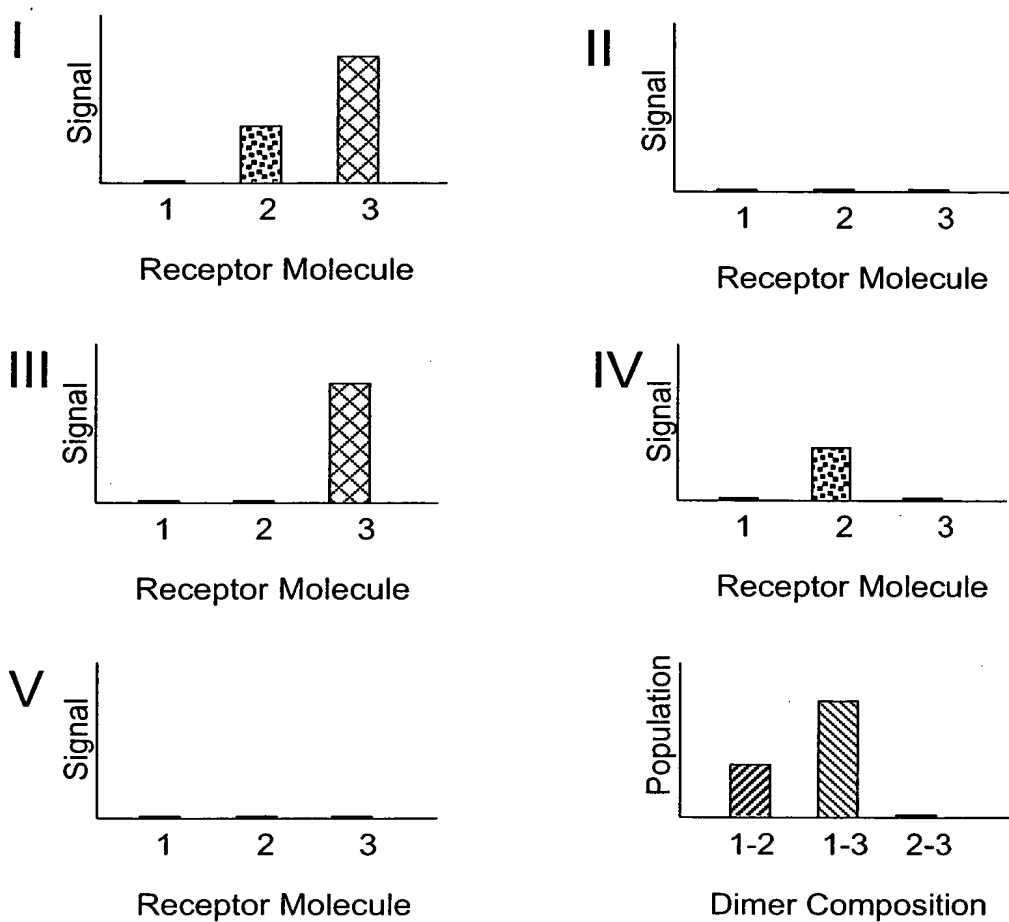 I
Signal
1 2 3
Receptor Molecule
II
Signal
1 2 3
Receptor Molecule
III
Signal
1 2 3
Receptor Molecule
IV
Signal
1 2 3
Receptor Molecule
V
Signal
1 2 3
Receptor Molecule
Population
1-2 1-3 2-3
Dimer Composition